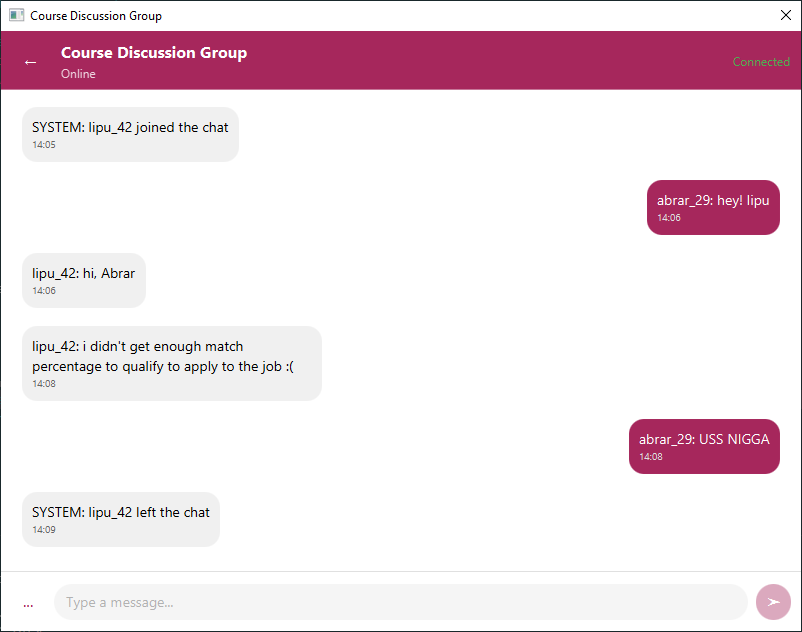 Course Discussion Group
←
Course Discussion Group
Online
Connected
SYSTEM: lipu_42 joined the chat
14:05
abrar_29: hey! lipu
14:06
lipu_42: hi, Abrar
14:06
lipu_42: i didn't get enough match
percentage to qualify to apply to the job :(
14:08
abrar_29: USS NIGGA
14:08
SYSTEM: lipu_42 left the chat
14:09
...
Type a message...